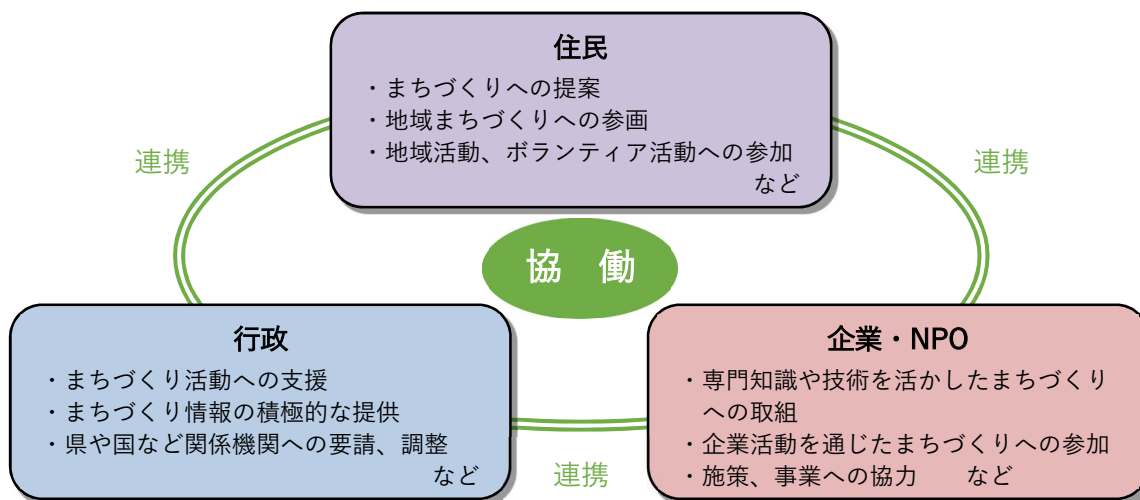 住民
・まちづくりへの提案
・地域まちづくりへの参画
・地域活動、ボランティア活動への参加
など
連携
連携
協 働
行政
・まちづくり活動への支援
・まちづくり情報の積極的な提供
・県や国など関係機関への要請、調整
など
連携
企業・NPO
・専門知識や技術を活かしたまちづくり
への取組
・企業活動を通じたまちづくりへの参加
・施策、事業への協力 など